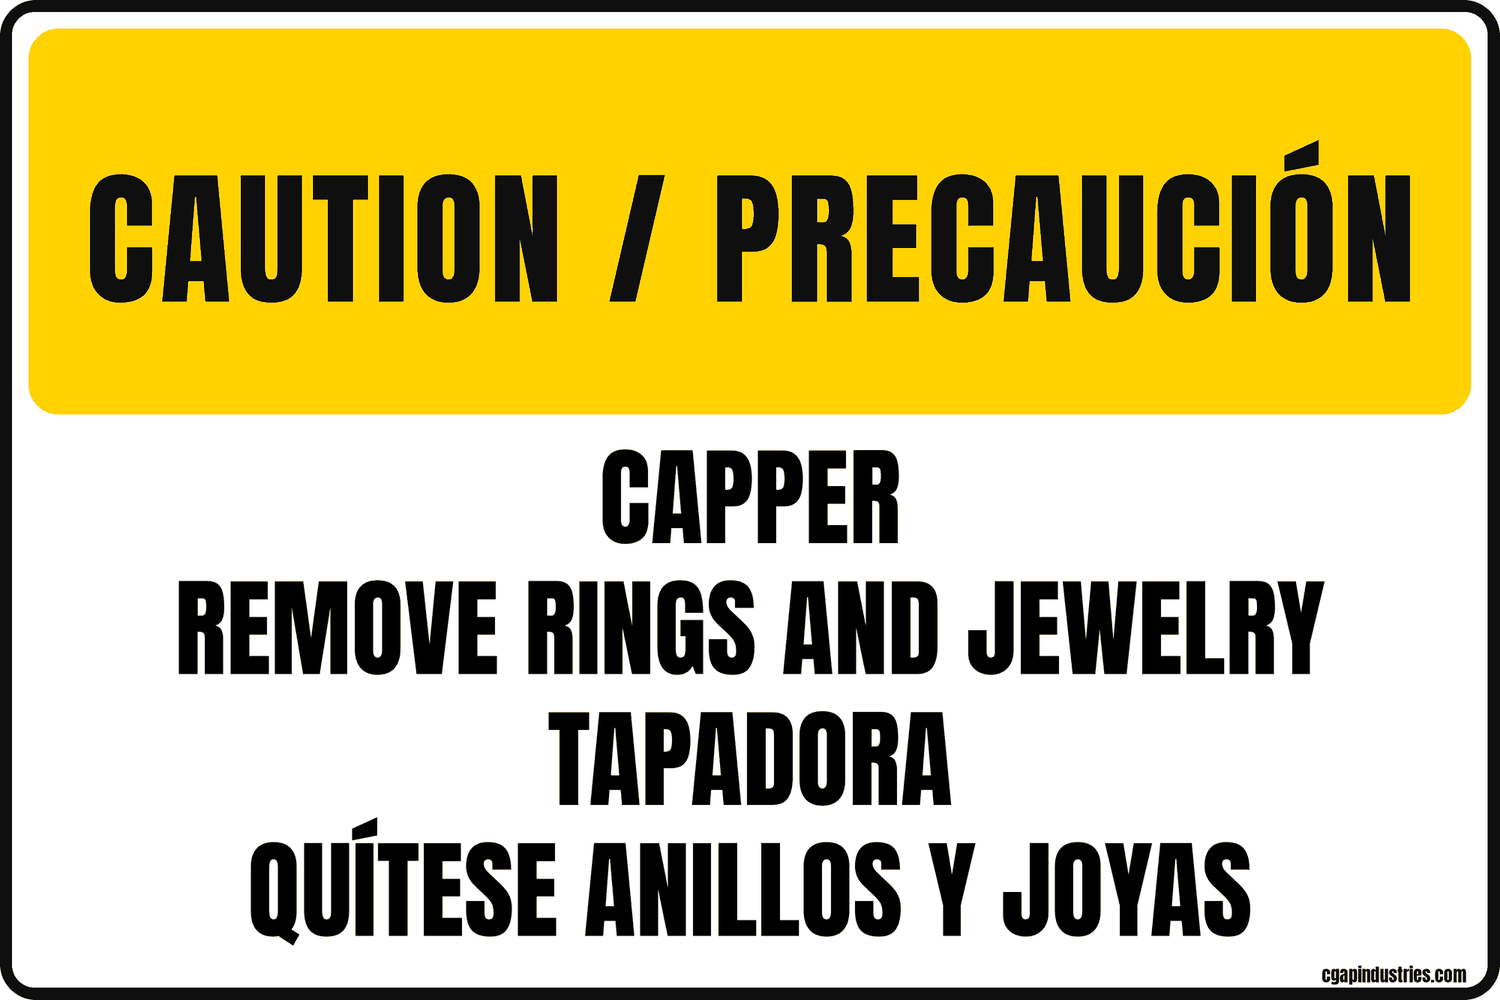 CAUTION / PRECAUCIÓN
CAPPER
REMOVE RINGS AND JEWELRY
TAPADORA
QUÍTESE ANILLOS Y JOYAS
cgapindustries.com